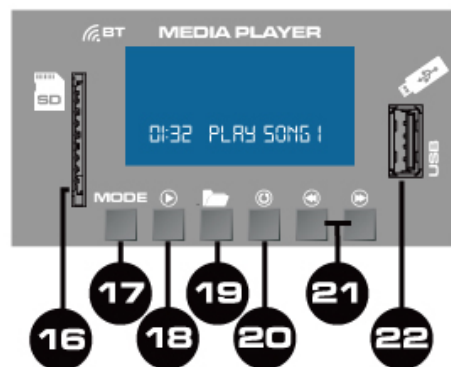 BT MEDIA PLAYER
SD
01:32 PLAY SONG 1
USB
MODE
16
17
18
19
20
21
22